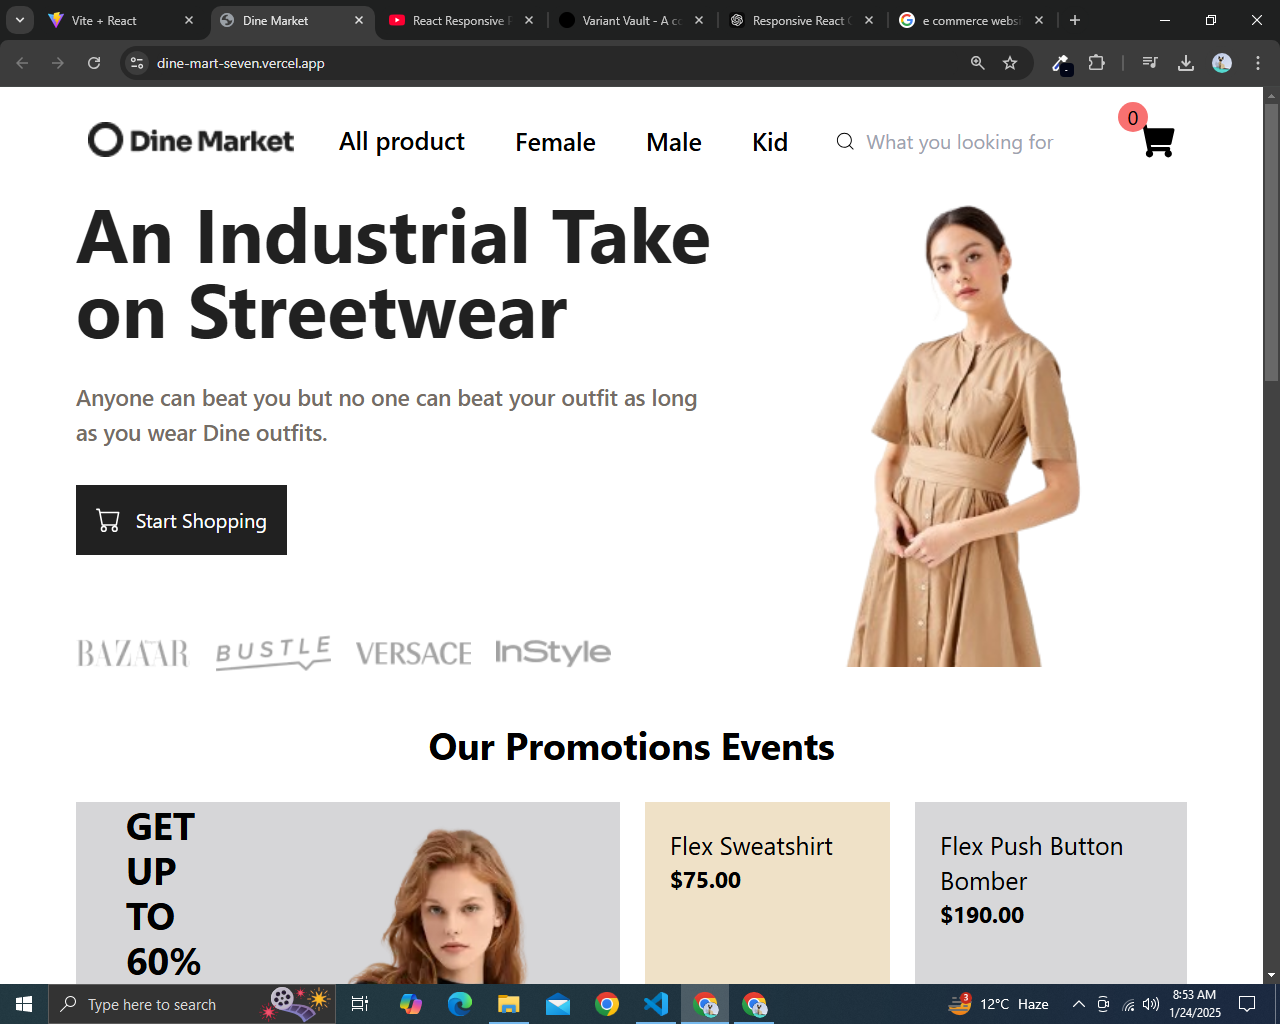 Vite + React
Dine Market
React Responsive
Variant Vault - A co
Responsive React
e commerce websi
dine-mart-seven.vercel.app
Dine Market
All product
Female
Male
Kid
What you looking for
0
An Industrial Take
on Streetwear
Anyone can beat you but no one can beat your outfit as long
as you wear Dine outfits.
Start Shopping
BAZAAR
BUSTLE
VERSACE
InStyle
Our Promotions Events
GET
UP
TO
60%
Flex Sweatshirt
$75.00
Flex Push Button
Bomber
$190.00
Type here to search
3
12°C Haze
8:53 AM
1/24/2025